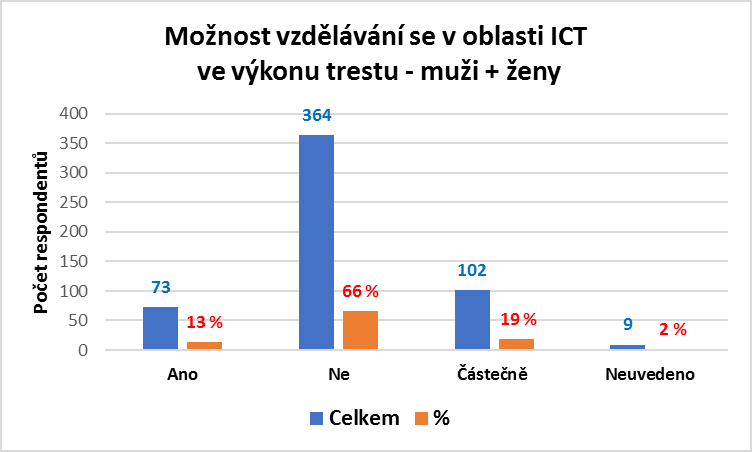 Možnost vzdělávání se v oblasti ICT
ve výkonu trestu - muži + ženy
Počet respondentů
400
350
300
250
200
150
100
50
0
73
13 %
364
66 %
102
19 %
9
2 %
Ano
Ne
Částečně
Neuvedeno
Celkem
%